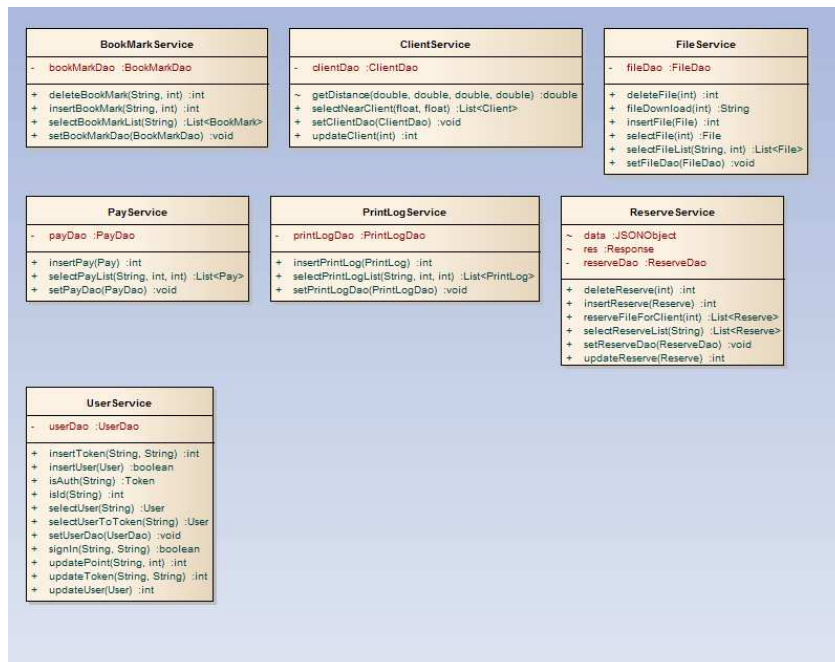 BookMarkService
- bookMarkDao :BookMarkDao
+ deleteBookMark(String, int) :int
+ insertBookMark(String, int) :int
+ selectBookMarkList(String) :List<BookMark>
+ setBookMarkDao(BookMarkDao) :void
ClientService
- clientDao :ClientDao
~ getDistance(double, double, double, double) :double
+ selectNearClient(float, float) :List<Client>
+ setClientDao(ClientDao) :void
+ updateClient(int) :int
FileService
- fileDao :FileDao
+ deleteFile(int) :int
+ fileDownload(int) :String
+ insertFile(File) :int
+ selectFile(int) :File
+ selectFileList(String, int) :List<File>
+ setFileDao(FileDao) :void
PayService
- payDao :PayDao
+ insertPay(Pay) :int
+ selectPayList(String, int, int) :List<Pay>
+ setPayDao(PayDao) :void
PrintLogService
- printLogDao :PrintLogDao
+ insertPrintLog(PrintLog) :int
+ selectPrintLogList(String, int, int) :List<PrintLog>
+ setPrintLogDao(PrintLogDao) :void
ReserveService
~ data :JSONObject
~ res :Response
- reserveDao :ReserveDao
+ deleteReserve(int) :int
+ insertReserve(Reserve) :int
+ reserveFileForClient(int) :List<Reserve>
+ selectReserveList(String) :List<Reserve>
+ setReserveDao(ReserveDao) :void
+ updateReserve(Reserve) :int
UserService
- userDao :UserDao
+ insertToken(String, String) :int
+ insertUser(User) :boolean
+ isAuth(String) :Token
+ isId(String) :int
+ selectUser(String) :User
+ selectUserToToken(String) :User
+ setUserDao(UserDao) :void
+ signIn(String, String) :boolean
+ updatePoint(String, int) :int
+ updateToken(String, String) :int
+ updateUser(User) :int